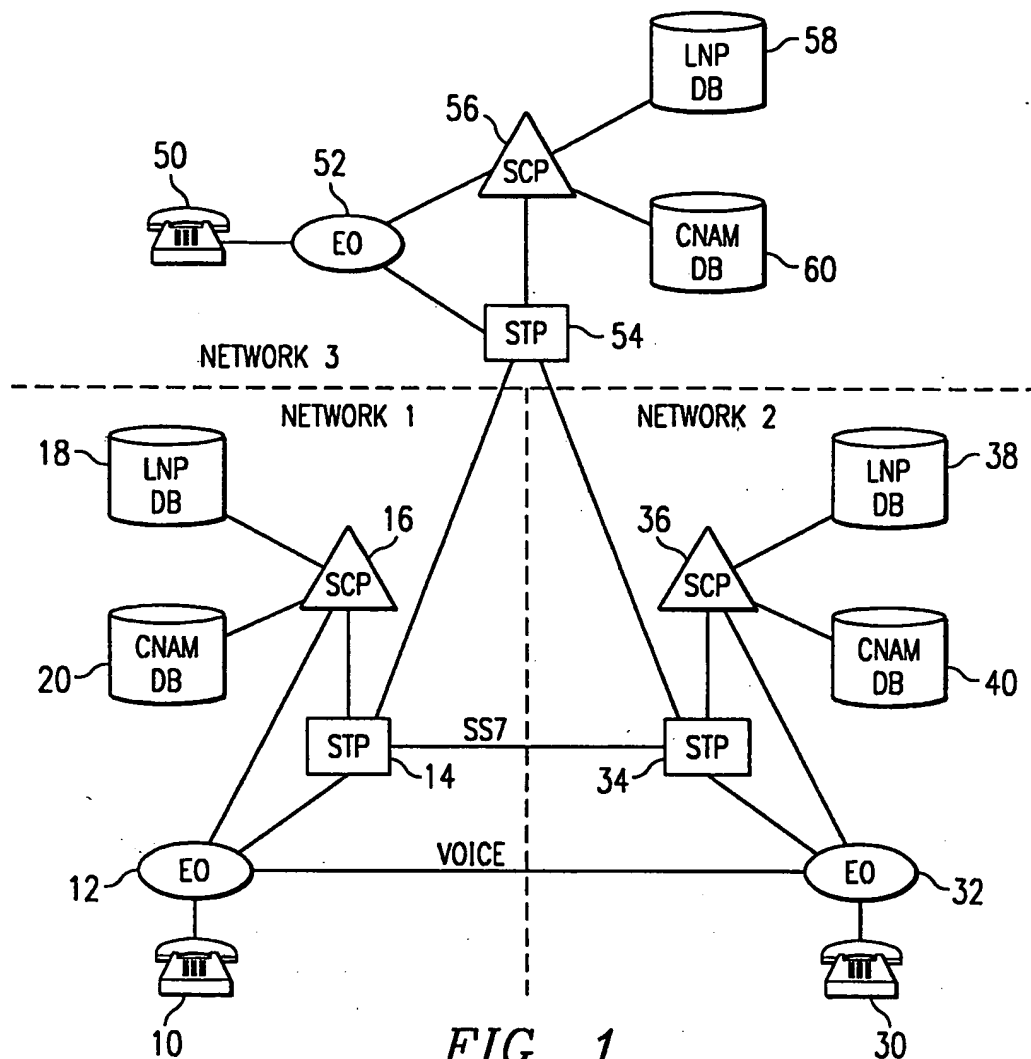 58
LNP
DB
56
SCP
50
52
EO
CNAM
DB
60
STP
54
NETWORK 3
NETWORK 1
NETWORK 2
18
LNP
DB
38
LNP
DB
16
SCP
36
SCP
20
CNAM
DB
CNAM
DB
40
STP
SS7
STP
14
34
12
EO
VOICE
EO
32
10
30
FIG. 1